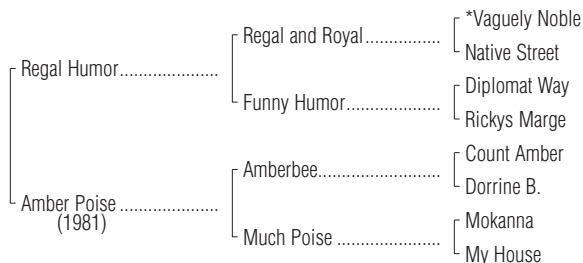 *Vaguely Noble
Regal and Royal
Native Street
Regal Humor
Diplomat Way
Funny Humor
Rickys Marge
Count Amber
Amberbee
Dorrine B.
Amber Poise
(1981)
Mokanna
Much Poise
My House